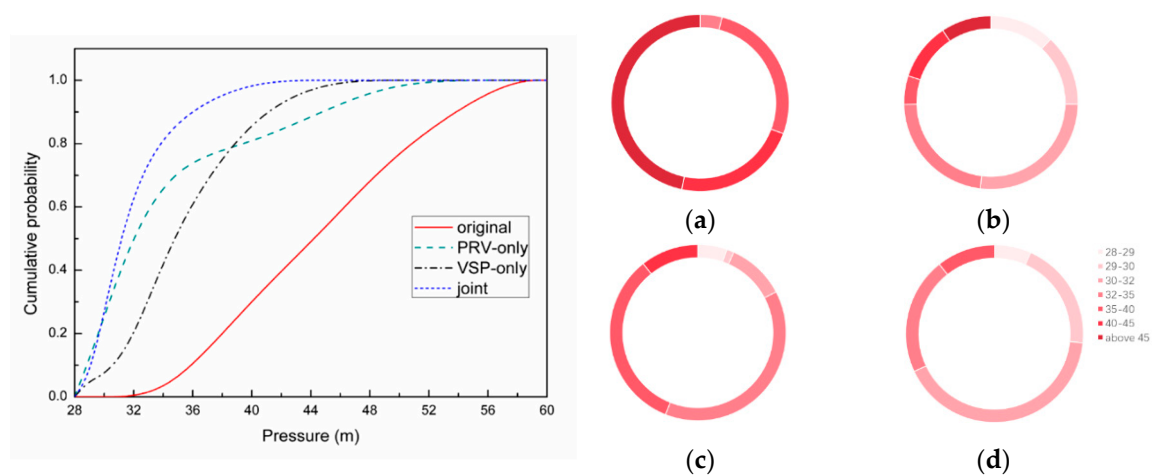 Cumulative probability
1.0
0.8
0.6
0.4
0.2
0.0
original
PRV-only
VSP-only
joint
28 32 36 40 44 48 52 56 60
Pressure (m)
(a)
(b)
(c)
(d)
28-29
29-30
30-32
32-35
35-40
40-45
above 45